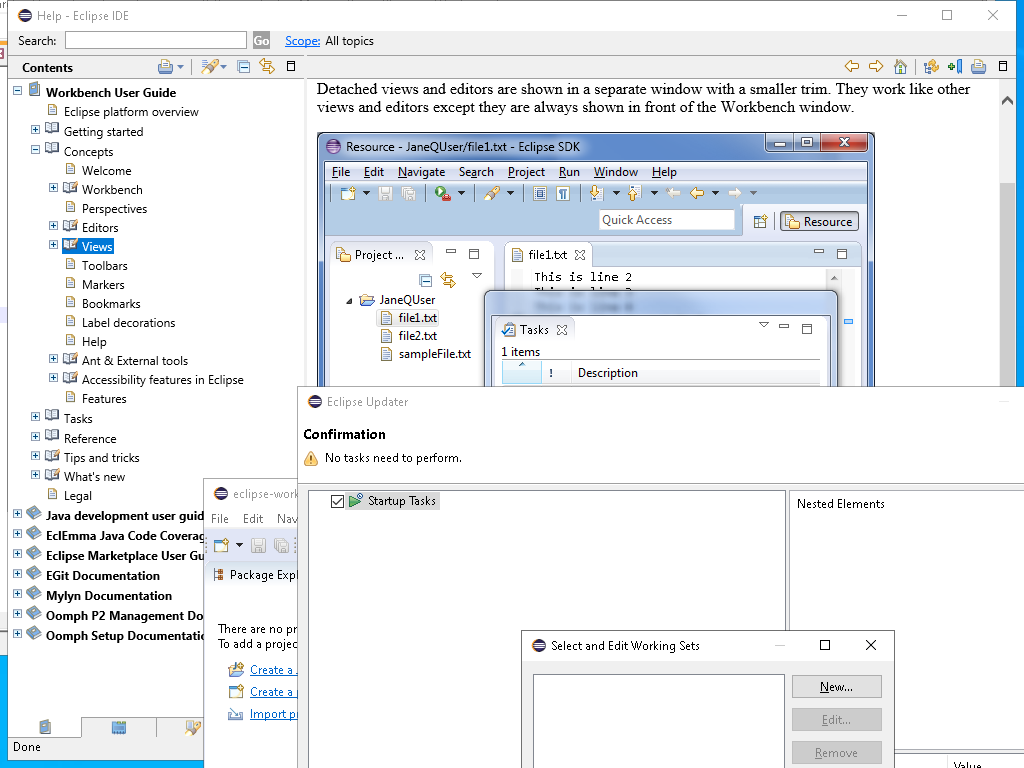 Help - Eclipse IDE
Search:
Go
Scope: All topics
Contents
Workbench User Guide
Eclipse platform overview
Getting started
Concepts
Welcome
Workbench
Perspectives
Editors
Views
Toolbars
Markers
Bookmarks
Label decorations
Help
Ant & External tools
Accessibility features in Eclipse
Features
Tasks
Reference
Tips and tricks
What's new
Legal
Java development user guid
EclEmma Java Code Coverag
Eclipse Marketplace User Gu
EGit Documentation
Mylyn Documentation
Oomph P2 Management Do
Oomph Setup Documentatio
Done
Detached views and editors are shown in a separate window with a smaller trim. They work like other
views and editors except they are always shown in front of the Workbench window.
Resource - JaneQUser/file1.txt - Eclipse SDK
File Edit Navigate Search Project Run Window Help
Quick Access
Resource
Project ...
JaneQUser
file1.txt
file2.txt
sampleFile.txt
file1.txt
This is line 2
Tasks
1 items
! Description
Eclipse Updater
Confirmation
No tasks need to perform.
Startup Tasks
Nested Elements
Value
eclipse-work
File Edit Nav
Package Expl
There are no pr
To add a projec
Create a
Create a
Import p
Select and Edit Working Sets
New...
Edit...
Remove